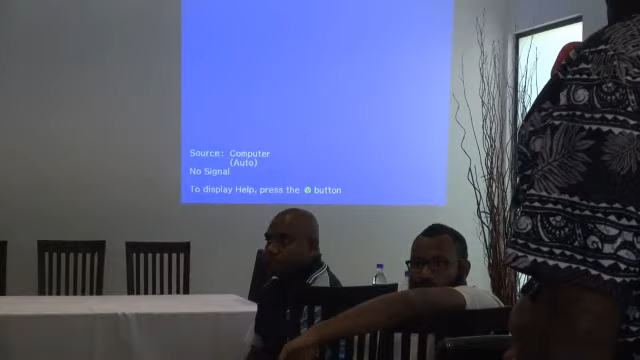 Source: Computer
(Auto)
No Signal
To display Help, press the ? button